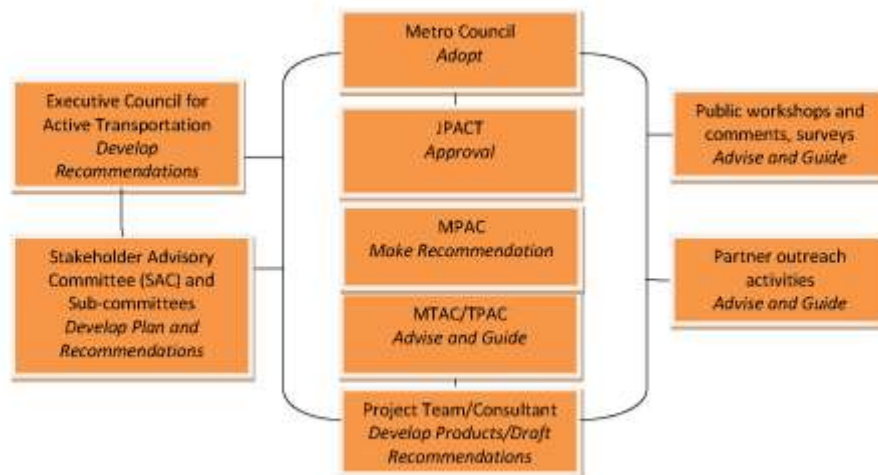 Metro Council
Adopt
Executive Council for
Active Transportation
Develop
Recommendations
JPACT
Approval
Public workshops and
comments, surveys
Advise and Guide
MPAC
Make Recommendation
Stakeholder Advisory
Committee (SAC) and
Sub-committees
Develop Plan and
Recommendations
Partner outreach
activities
Advise and Guide
MTAC/TPAC
Advise and Guide
Project Team/Consultant
Develop Products/Draft
Recommendations